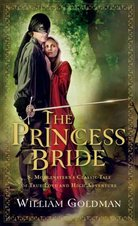 THE
PRINCESS
BRIDE
S. MORGENSTERN'S CLASSIC TALE
OF TRUE LOVE AND HIGH ADVENTURE
WILLIAM GOLDMAN